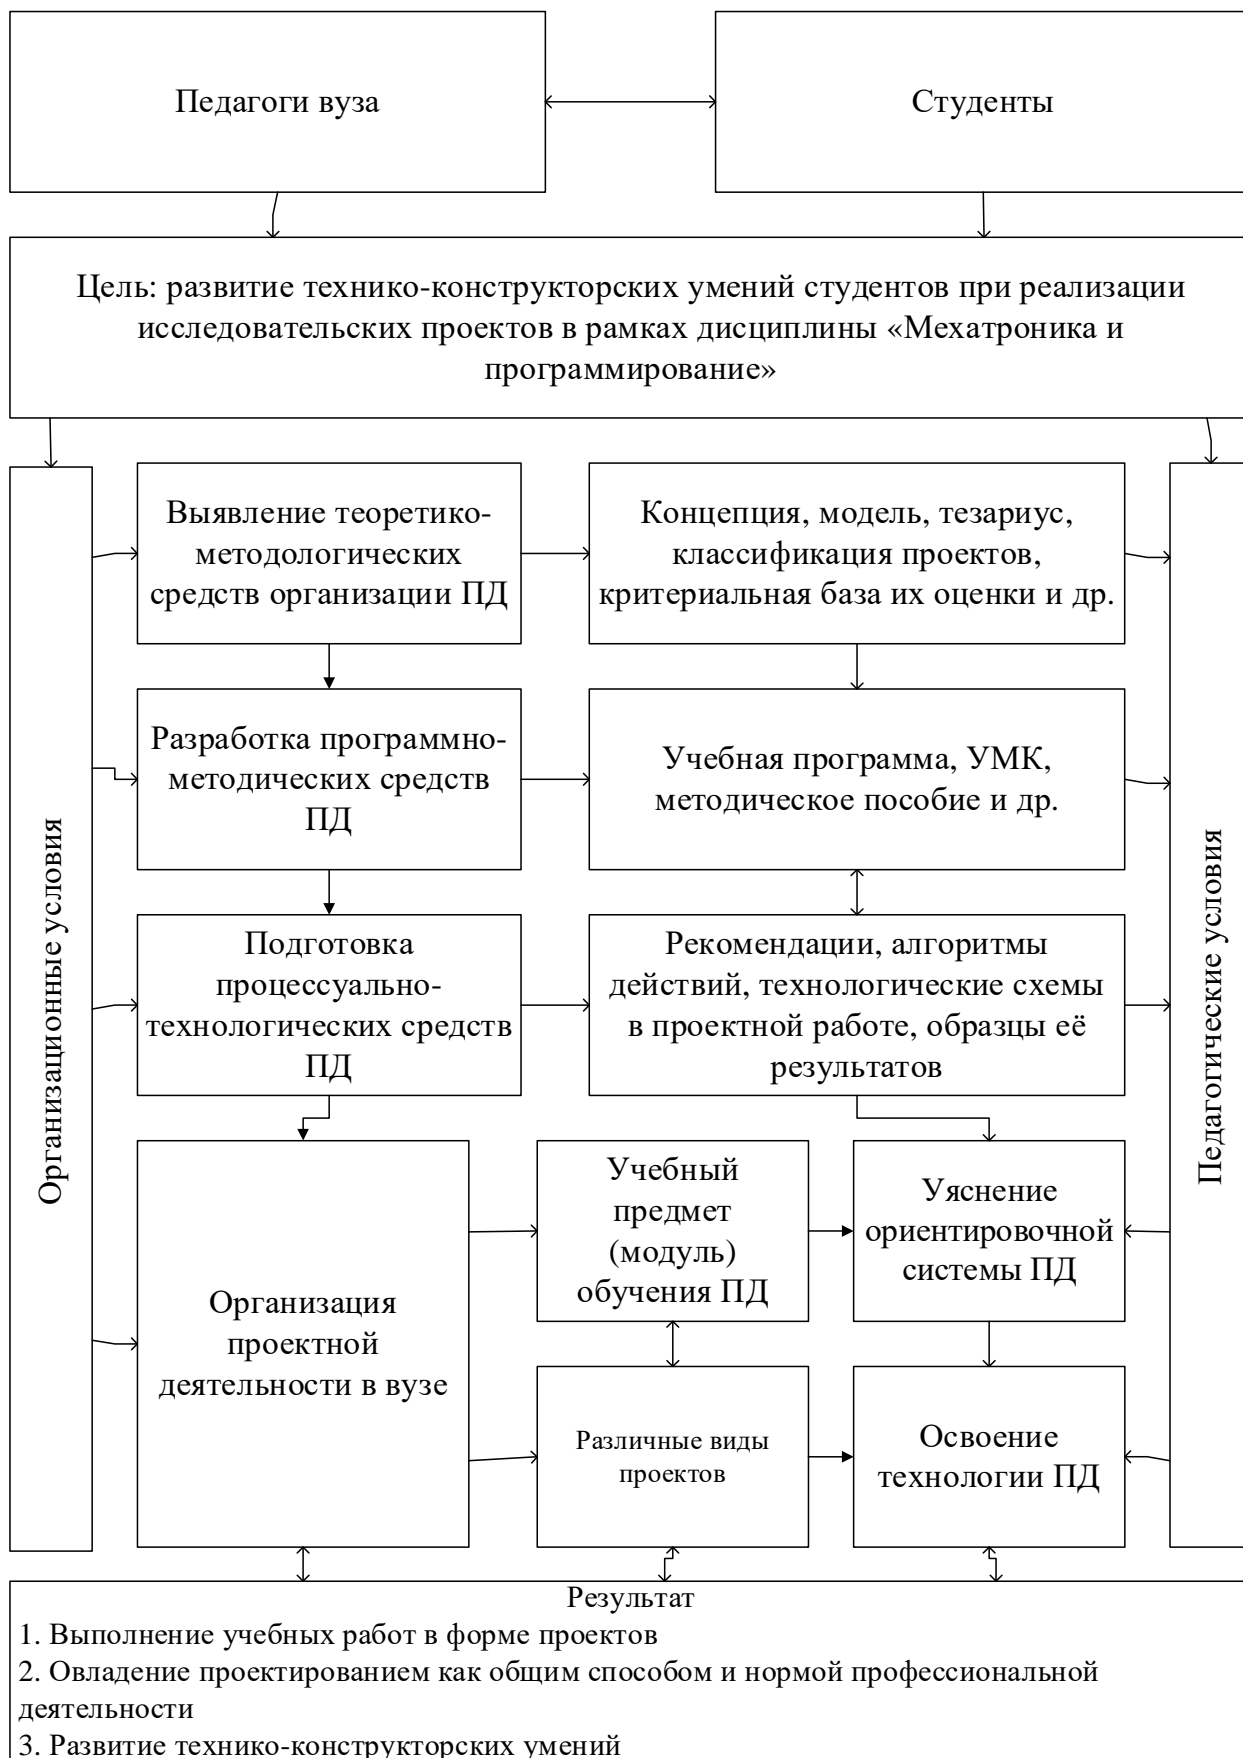 Педагоги вуза
Студенты
Цель: развитие технико-конструкторских умений студентов при реализации
исследовательских проектов в рамках дисциплины «Мехатроника и
программирование»
Организационные условия
Выявление теоретико-
методологических
средств организации ПД
Концепция, модель, тезариус,
классификация проектов,
критериальная база их оценки и др.
Педагогические условия
Разработка программно-
методических средств
ПД
Учебная программа, УМК,
методическое пособие и др.
Подготовка
процессуально-
технологических средств
ПД
Рекомендации, алгоритмы
действий, технологические схемы
в проектной работе, образцы её
результатов
Организация
проектной
деятельности в вузе
Учебный
предмет
(модуль)
обучения ПД
Уяснение
ориентировочной
системы ПД
Различные виды
проектов
Освоение
технологии ПД
Результат
1. Выполнение учебных работ в форме проектов
2. Овладение проектированием как общим способом и нормой профессиональной
деятельности
3. Развитие технико-конструкторских умений